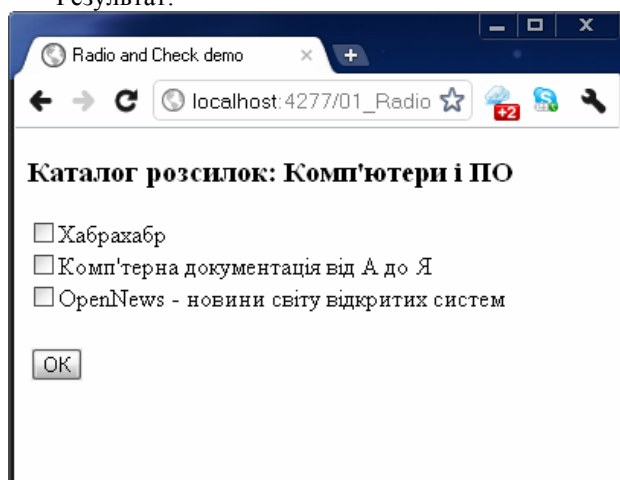 Результат:
Radio and Check demo
localhost:4277/01_Radio
+2
Каталог розсилок: Комп'ютери і ПО
Хабрахабр
Комп'терна документація від А до Я
OpenNews - новини світу відкритих систем
OK